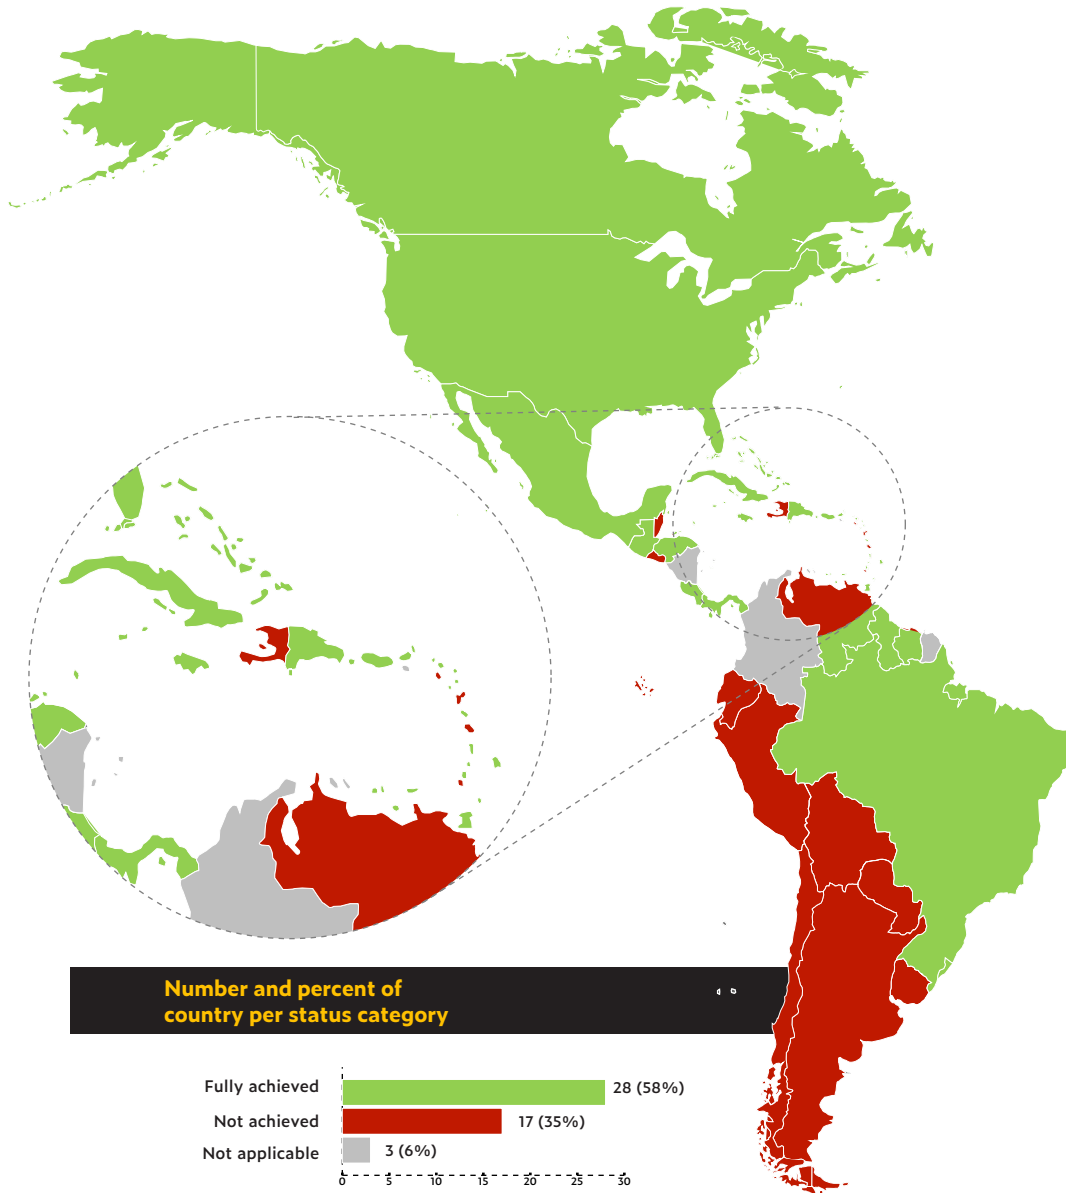 Number and percent of
country per status category
Fully achieved 28 (58%)
Not achieved 17 (35%)
Not applicable 3 (6%)
0 5 10 15 20 25 30